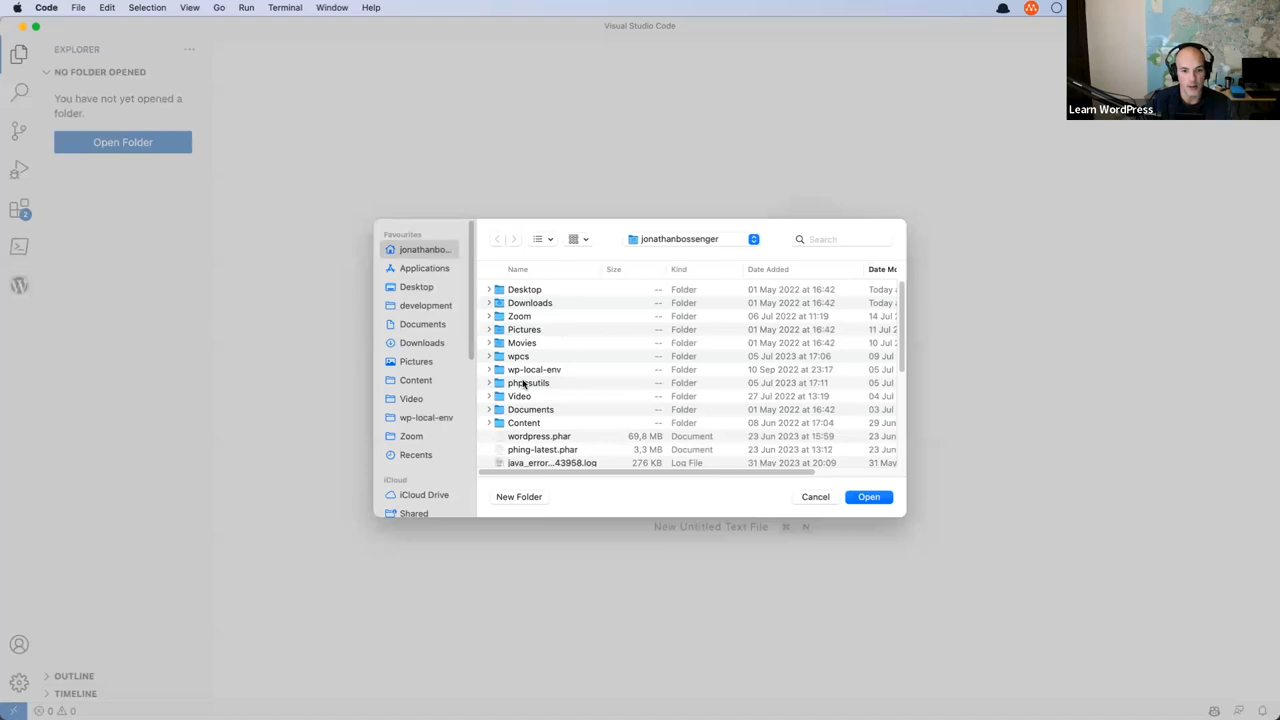 Code File Edit Selection View Go Run Terminal Window Help
Visual Studio Code
Learn WordPress
EXPLORER
NO FOLDER OPENED
You have not yet opened a
folder.
Open Folder
2
Favourites
jonathanbo...
Applications
Desktop
development
Documents
Downloads
Pictures
Content
Video
wp-local-env
Zoom
Recents
iCloud
iCloud Drive
Shared
jonathanbossenger
Search
Name Size Kind Date Added Date Mo
Desktop -- Folder 01 May 2022 at 16:42 Today
Downloads -- Folder 01 May 2022 at 16:42 Today
Zoom -- Folder 06 Jul 2022 at 11:19 14 Jul
Pictures -- Folder 01 May 2022 at 16:42 11 Jul
Movies -- Folder 01 May 2022 at 16:42 10 Jul
wpcs -- Folder 05 Jul 2023 at 17:06 09 Jul
wp-local-env -- Folder 10 Sep 2022 at 23:17 05 Jul
-- Folder 05 Jul 2023 at 17:11 05 Jul
Video -- Folder 27 Jul 2022 at 13:19 04 Jul
Documents -- Folder 01 May 2022 at 16:42 03 Jul
Content -- Folder 08 Jun 2022 at 17:04 29 Jun
wordpress.phar 69,8 MB Document 23 Jun 2023 at 15:59 23 Jun
phing-latest.phar 3,3 MB Document 23 Jun 2023 at 13:12 23 Jun
java_error...43958.log 276 KB Log File 31 May 2023 at 20:09 31 May
New Folder Cancel Open
New Untitled Text File ⌘ N
OUTLINE
TIMELINE
0 0